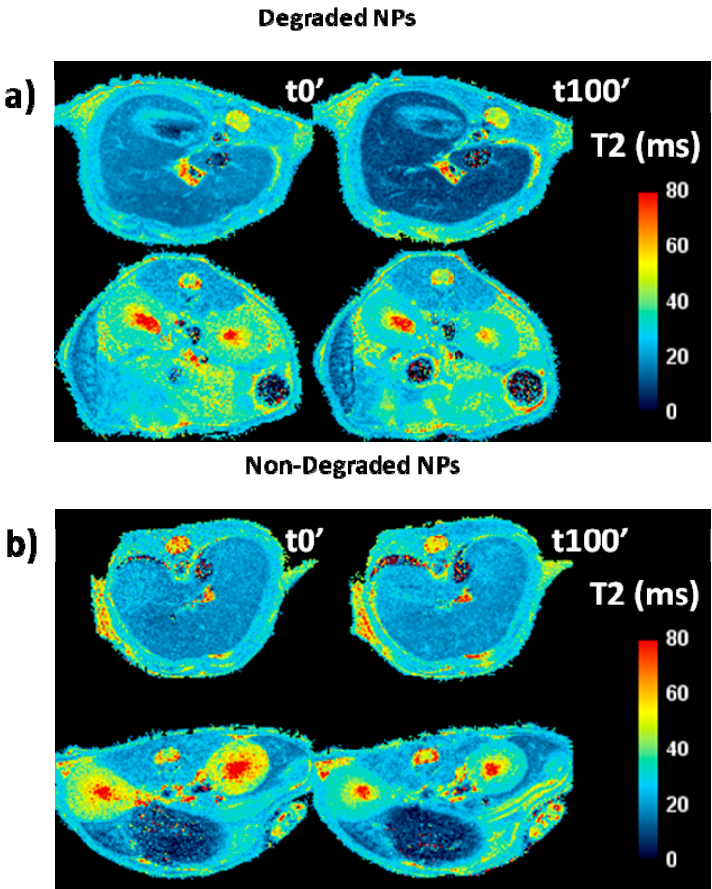 Degraded NPs
a)
t0′
t100′
T2 (ms)
80
60
40
20
0
Non-Degraded NPs
b)
t0′
t100′
T2 (ms)
80
60
40
20
0